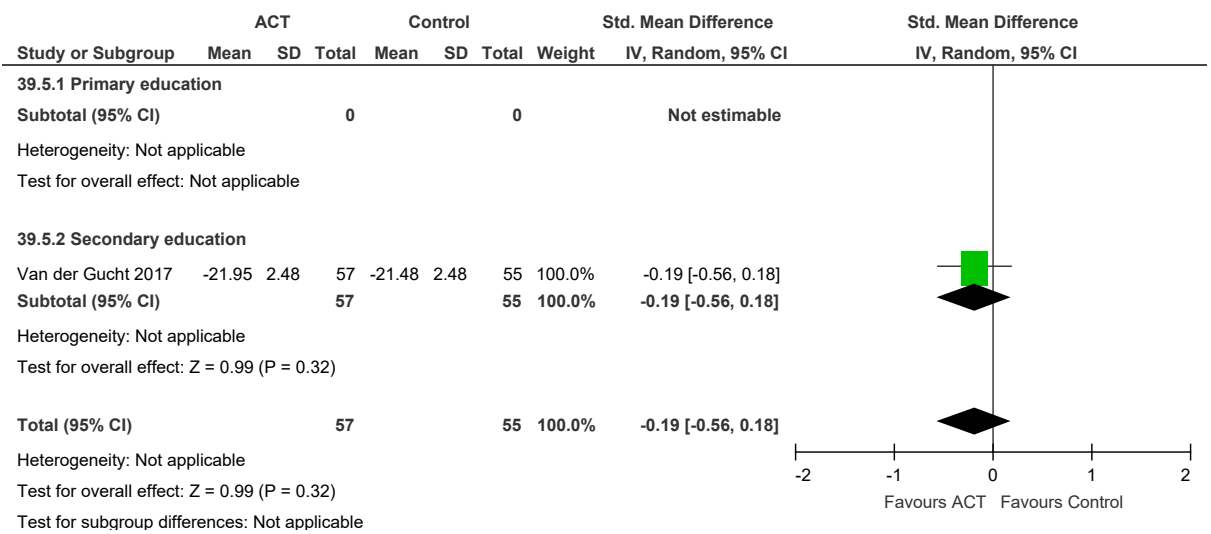 ACT Control Std. Mean Difference Std. Mean Difference
Study or Subgroup Mean SD Total Mean SD Total Weight IV, Random, 95% CI IV, Random, 95% CI
39.5.1 Primary education
Subtotal (95% CI) 0 0 Not estimable
Heterogeneity: Not applicable
Test for overall effect: Not applicable
39.5.2 Secondary education
Van der Gucht 2017 -21.95 2.48 57 -21.48 2.48 55 100.0% -0.19 [-0.56, 0.18]
Subtotal (95% CI) 57 55 100.0% -0.19 [-0.56, 0.18]
Heterogeneity: Not applicable
Test for overall effect: Z = 0.99 (P = 0.32)
Total (95% CI) 57 55 100.0% -0.19 [-0.56, 0.18]
Heterogeneity: Not applicable
Test for overall effect: Z = 0.99 (P = 0.32)
Test for subgroup differences: Not applicable
-2 -1 0 1 2
Favours ACT Favours Control